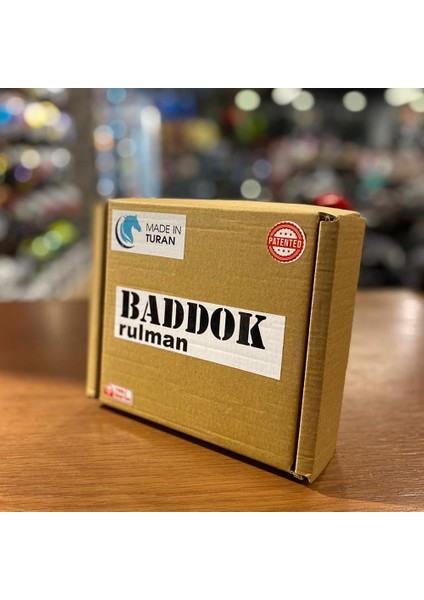 MADE IN
TURAN
PATENTED
BADDOK
rulman